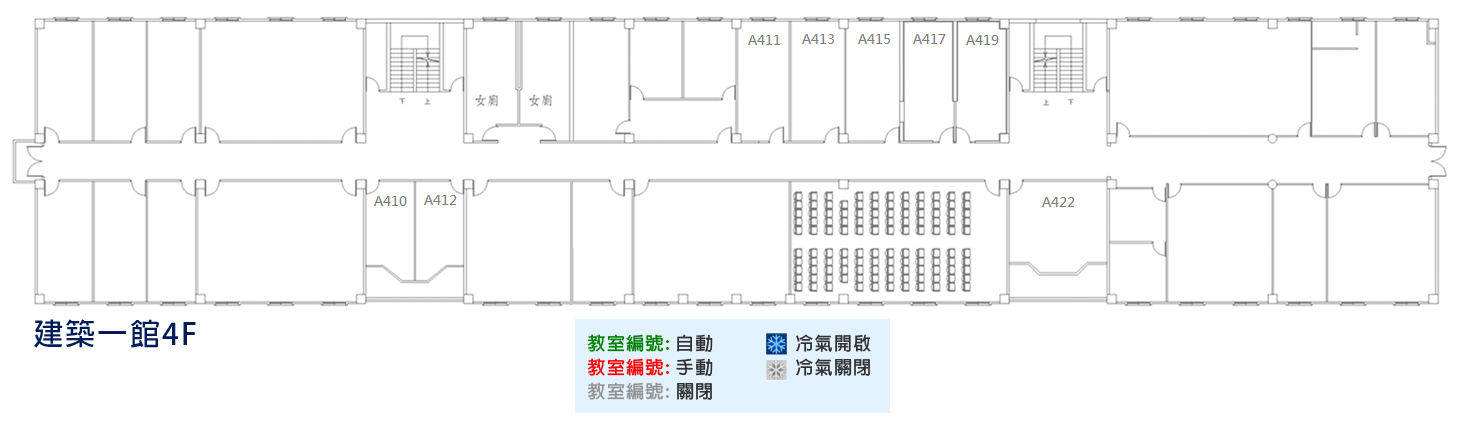 A411 A413 A415 A417 A419
女廁 女廁
下 上
上 下
A410 A412
A422
建築一館4F
教室編號: 自動
教室編號: 手動
教室編號: 關閉
冷氣開啟
冷氣關閉